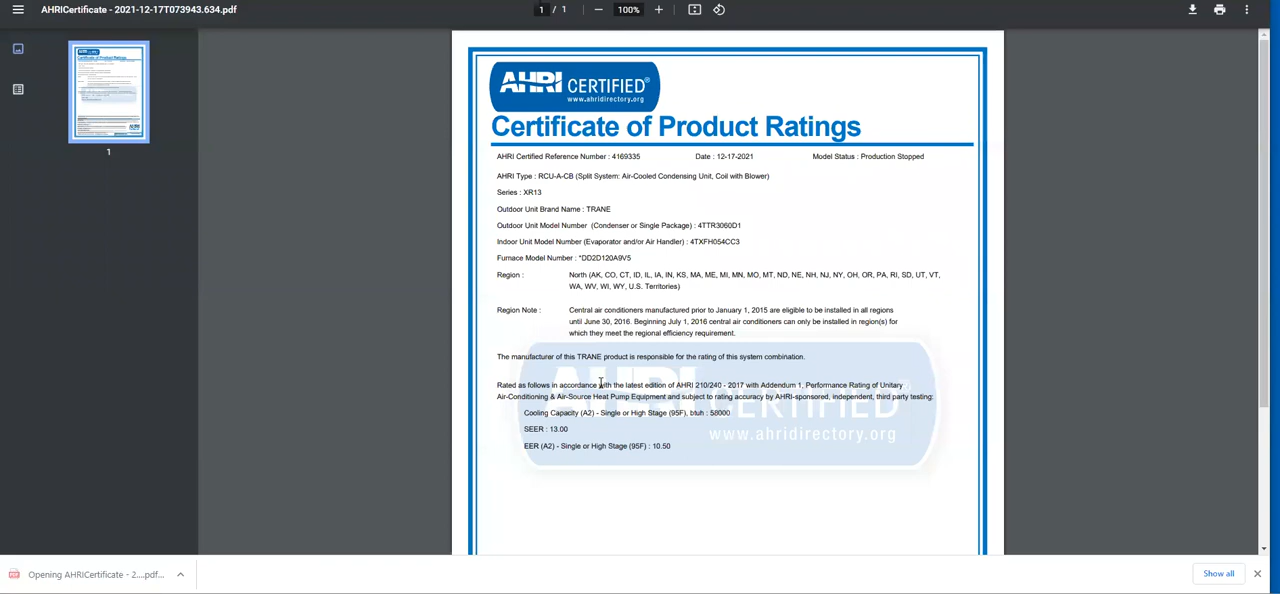 AHRICertificate - 2021-12-17T073943.634.pdf
1 / 1
100%
AHRI CERTIFIED®
www.ahridirectory.org
Certificate of Product Ratings
AHRI Certified Reference Number : 4169335 Date : 12-17-2021 Model Status : Production Stopped
AHRI Type : RCU-A-CB (Split System: Air-Cooled Condensing Unit, Coil with Blower)
Series : XR13
Outdoor Unit Brand Name : TRANE
Outdoor Unit Model Number (Condenser or Single Package) : 4TTR3060D1
Indoor Unit Model Number (Evaporator and/or Air Handler) : 4TXFH054CC3
Furnace Model Number : *DD2D120A9V5
Region : North (AK, CO, CT, ID, IL, IA, IN, KS, MA, ME, MI, MN, MO, MT, ND, NE, NH, NJ, NY, OH, OR, PA, RI, SD, UT, VT,
WA, WV, WI, WY, U.S. Territories)
Region Note : Central air conditioners manufactured prior to January 1, 2015 are eligible to be installed in all regions
until June 30, 2016. Beginning July 1, 2016 central air conditioners can only be installed in region(s) for
which they meet the regional efficiency requirement.
The manufacturer of this TRANE product is responsible for the rating of this system combination.
Rated as follows in accordance with the latest edition of AHRI 210/240 - 2017 with Addendum 1, Performance Rating of Unitary
Air-Conditioning & Air-Source Heat Pump Equipment and subject to rating accuracy by AHRI-sponsored, independent, third party testing:
Cooling Capacity (A2) - Single or High Stage (95F), btuh : 58000
SEER : 13.00
EER (A2) - Single or High Stage (95F) : 10.50
AHRI CERTIFIED
www.ahridirectory.org
1
Opening AHRICertificate - 2....pdf...
Show all